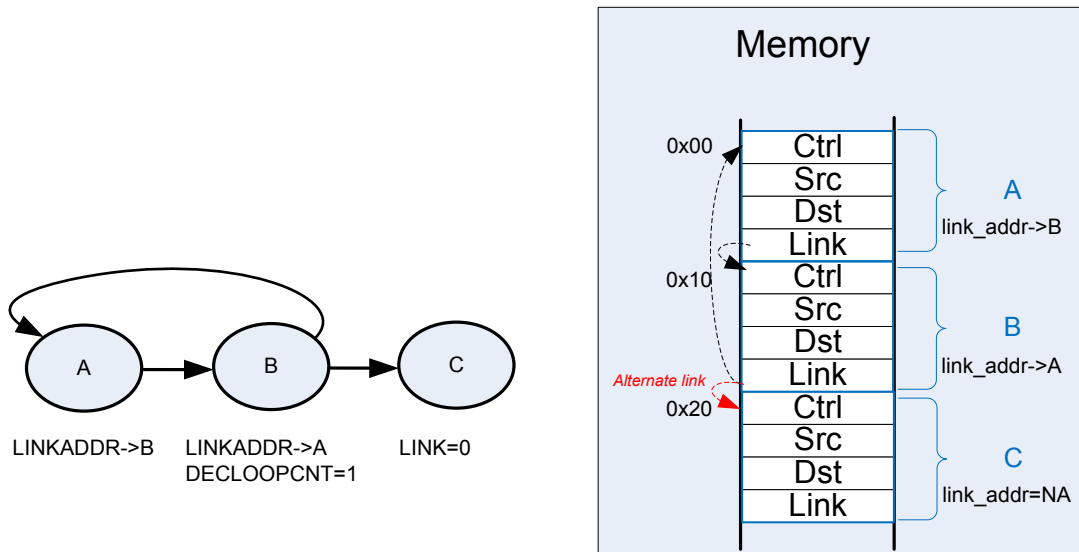 A
B
C
LINKADDR->B
LINKADDR->A
DECLOOPCNT=1
LINK=0
Memory
0x00
Ctrl
Src
Dst
Link
A
link_addr->B
0x10
Ctrl
Src
Dst
Link
B
link_addr->A
Alternate link
0x20
Ctrl
Src
Dst
Link
C
link_addr=NA